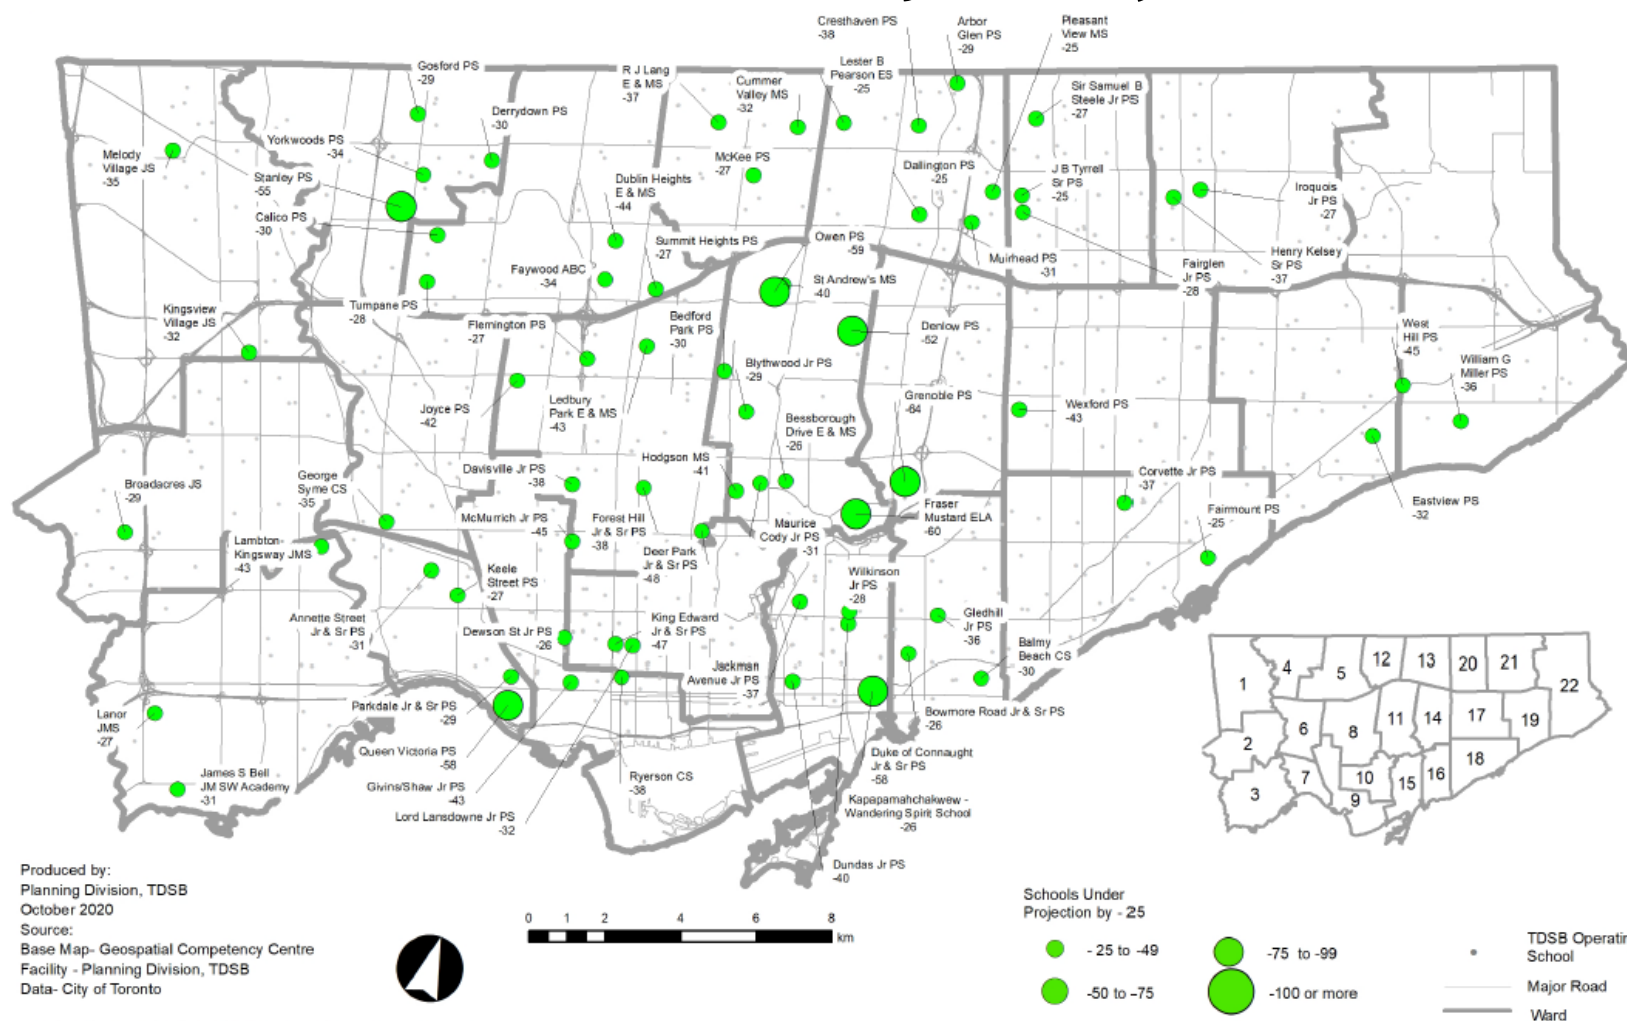 Cresthaven PS
-38
Arbor
Glen PS
-29
Pleasant
View MS
-25
Gosford PS
-29
R J Lang
E & MS
-37
Cummer
Valley MS
-32
Lester B
Pearson ES
-25
Sir Samuel B
Steele Jr PS
-27
Derrydown PS
-30
Yorkwoods PS
-34
Melody
Village JS
-35
Stanley PS
-55
McKee PS
-27
Dallington PS
-25
J B Tyrrell
Sr PS
-25
Dublin Heights
E & MS
-44
Iroquois
Jr PS
-27
Calico PS
-30
Summit Heights PS
-27
Owen PS
-59
Muirhead PS
-31
Fairglen
Jr PS
-28
Henry Kelsey
Sr PS
-37
Faywood ABC
-34
St Andrew's MS
-40
Kingsview
Village JS
-32
Tumpane PS
-28
Flemington PS
-27
Bedford
Park PS
-30
Denlow PS
-52
West
Hill PS
-45
William G
Miller PS
-36
Blythwood Jr PS
-29
Joyce PS
-42
Ledbury
Park E & MS
-43
Grenoble PS
-64
Wexford PS
-43
Bessborough
Drive E & MS
-26
Hodgson MS
-41
Davisville Jr PS
-38
Corvette Jr PS
-37
Broadacres JS
-29
George
Syme CS
-35
Fairmount PS
-25
Eastview PS
-32
McMurrich Jr PS
-45
Forest Hill
Jr & Sr PS
-38
Maurice
Cody Jr PS
-31
Fraser
Mustard ELA
-60
Lambton
Kingsway JMS
-43
Deer Park
Jr & Sr PS
-48
Keele
Street PS
-27
Wilkinson
Jr PS
-28
Annette Street
Jr & Sr PS
-31
Dewson St Jr PS
-26
King Edward
Jr & Sr PS
-47
Gledhill
Jr PS
-36
Balmy
Beach CS
-30
Jackman
Avenue Jr PS
-37
Lanor
JMS
-27
Parkdale Jr & Sr PS
-29
Bowmore Road Jr & Sr PS
-26
Queen Victoria PS
-58
Duke of Connaught
Jr & Sr PS
-58
James S Bell
JM SW Academy
-31
Givins/Shaw Jr PS
-43
Ryerson CS
-38
Lord Lansdowne Jr PS
-32
Kapapamahchakwew -
Wandering Spirit School
-26
Dundas Jr PS
-40
1
2
3
4
5
6
7
8
9
10
11
12
13
14
15
16
17
18
19
20
21
22
Produced by:
Planning Division, TDSB
October 2020
Source:
Base Map- Geospatial Competency Centre
Facility - Planning Division, TDSB
Data- City of Toronto
0 1 2 4 6 8
km
Schools Under
Projection by - 25
- 25 to -49
-50 to -75
-75 to -99
-100 or more
TDSB Operatin
School
Major Road
Ward